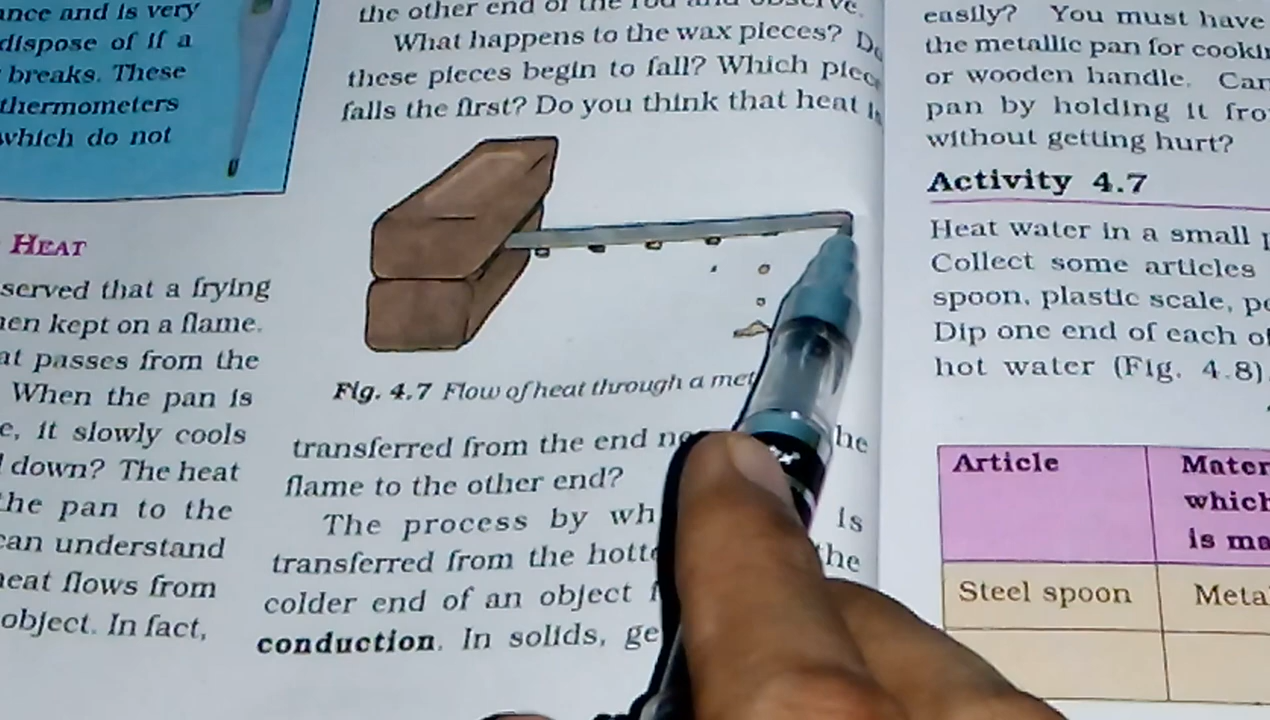 ance and is very
dispose of if a
breaks. These
thermometers
which do not
HEAT
served that a frying
en kept on a flame.
at passes from the
When the pan is
e, it slowly cools
down? The heat
the pan to the
can understand
heat flows from
object. In fact,
the other end of the rod and observe.
What happens to the wax pieces? Do
these pieces begin to fall? Which piec
falls the first? Do you think that heat is
Fig. 4.7 Flow of heat through a met
transferred from the end ne he
flame to the other end?
The process by wh is
transferred from the hotte the
colder end of an object
conduction. In solids, ge
easily? You must have
the metallic pan for cooki
or wooden handle. Can
pan by holding it fro
without getting hurt?
Activity 4.7
Heat water in a small
Collect some articles
spoon, plastic scale, pe
Dip one end of each of
hot water (Fig. 4.8).
Article Mater
which
is ma
Steel spoon Meta